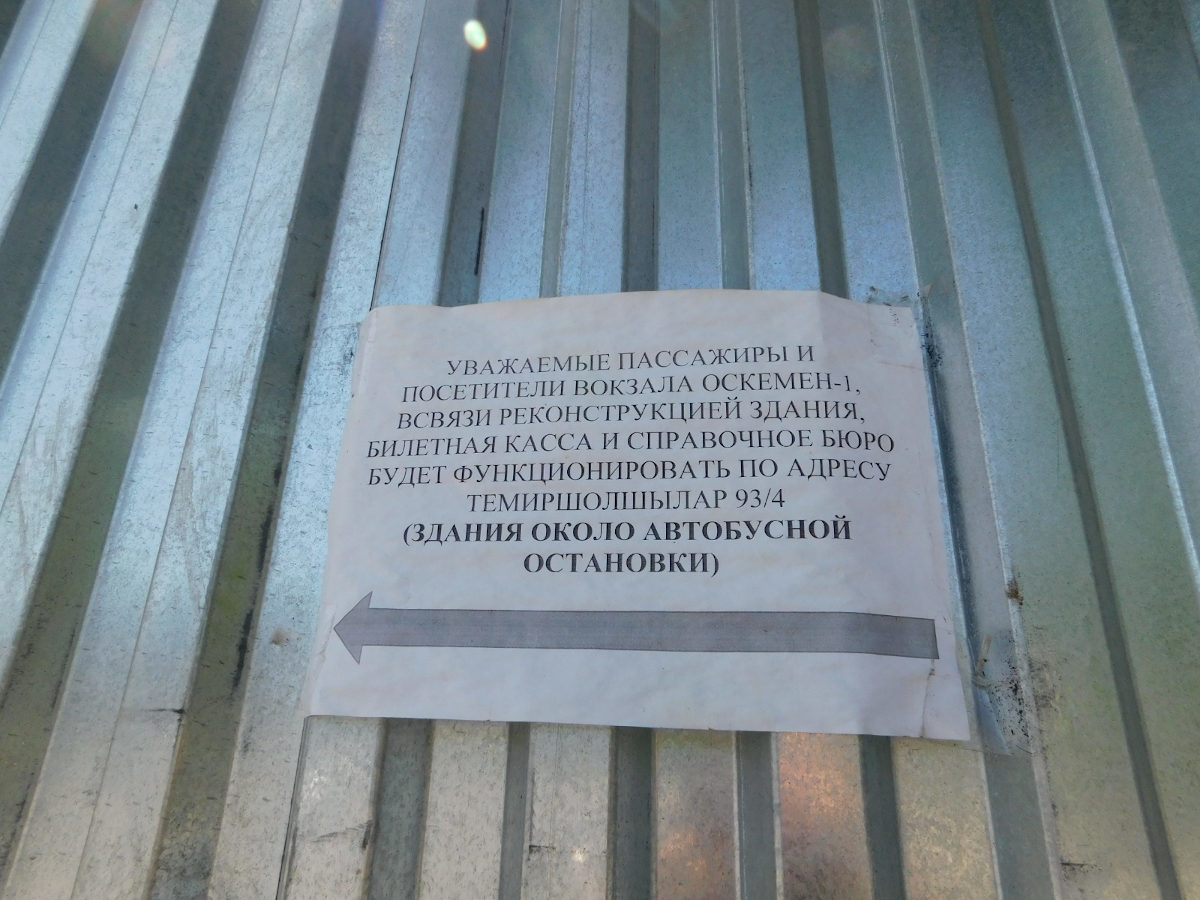 УВАЖАЕМЫЕ ПАССАЖИРЫ И
ПОСЕТИТЕЛИ ВОКЗАЛА ОСКЕМЕН-1,
ВСВЯЗИ РЕКОНСТРУКЦИЕЙ ЗДАНИЯ,
БИЛЕТНАЯ КАССА И СПРАВОЧНОЕ БЮРО
БУДЕТ ФУНКЦИОНИРОВАТЬ ПО АДРЕСУ
ТЕМИРШОЛШЫЛАР 93/4
(ЗДАНИЯ ОКОЛО АВТОБУСНОЙ
ОСТАНОВКИ)